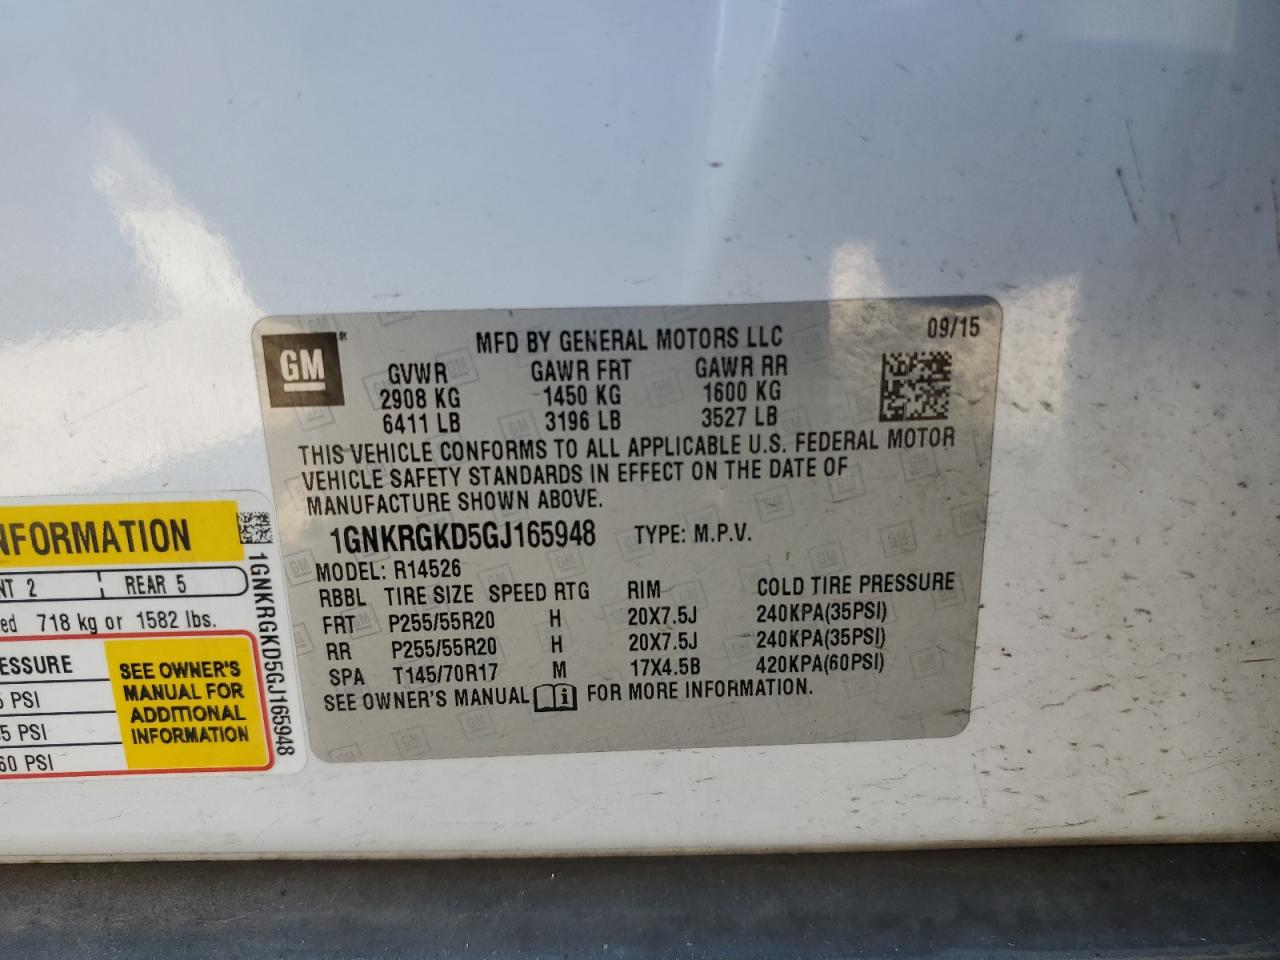 GM
MFD BY GENERAL MOTORS LLC
09/15
GVWR GAWR FRT GAWR RR
2908 KG 1450 KG 1600 KG
6411 LB 3196 LB 3527 LB
THIS VEHICLE CONFORMS TO ALL APPLICABLE U.S. FEDERAL MOTOR
VEHICLE SAFETY STANDARDS IN EFFECT ON THE DATE OF
MANUFACTURE SHOWN ABOVE.
1GNKRGKD5GJ165948 TYPE: M.P.V.
MODEL: R14526
RBBL TIRE SIZE SPEED RTG RIM COLD TIRE PRESSURE
FRT P255/55R20 H 20X7.5J 240KPA(35PSI)
RR P255/55R20 H 20X7.5J 240KPA(35PSI)
SPA T145/70R17 M 17X4.5B 420KPA(60PSI)
SEE OWNER'S MANUAL i FOR MORE INFORMATION.
NFORMATION
NT 2 REAR 5
ed 718 kg or 1582 lbs.
ESSURE
5 PSI
35 PSI
60 PSI
SEE OWNER'S
MANUAL FOR
ADDITIONAL
INFORMATION
1GNKRGKD5GJ165948